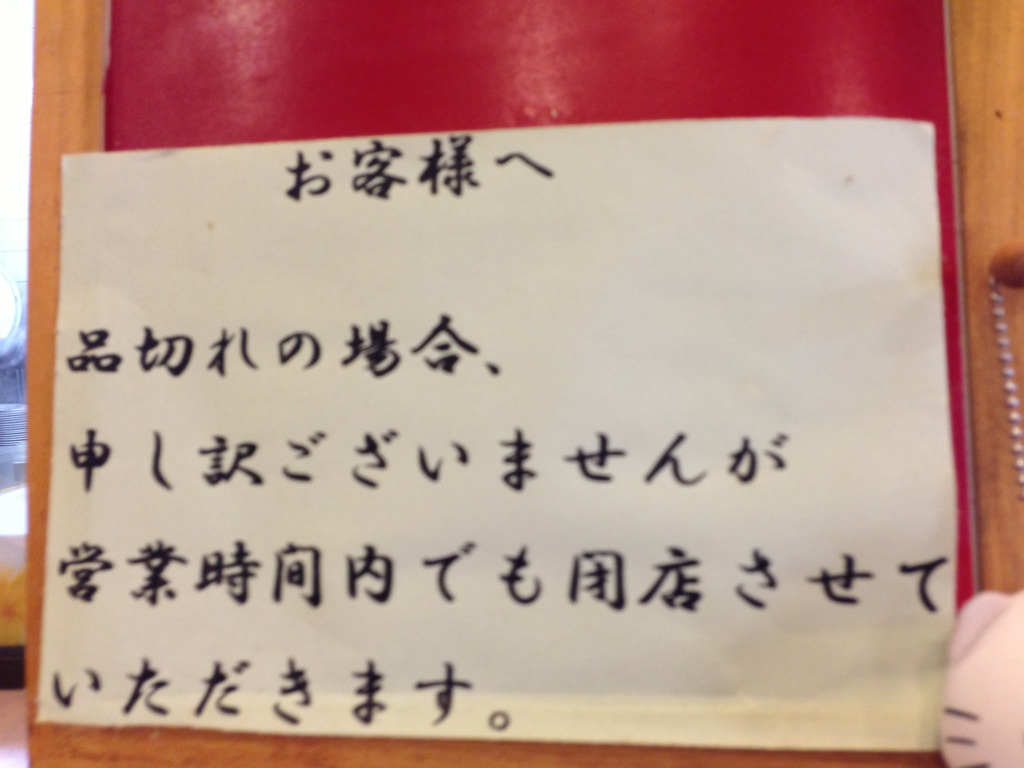 お客様へ
品切れの場合、
申し訳ございませんが
営業時間内でも閉店させて
いただきます。